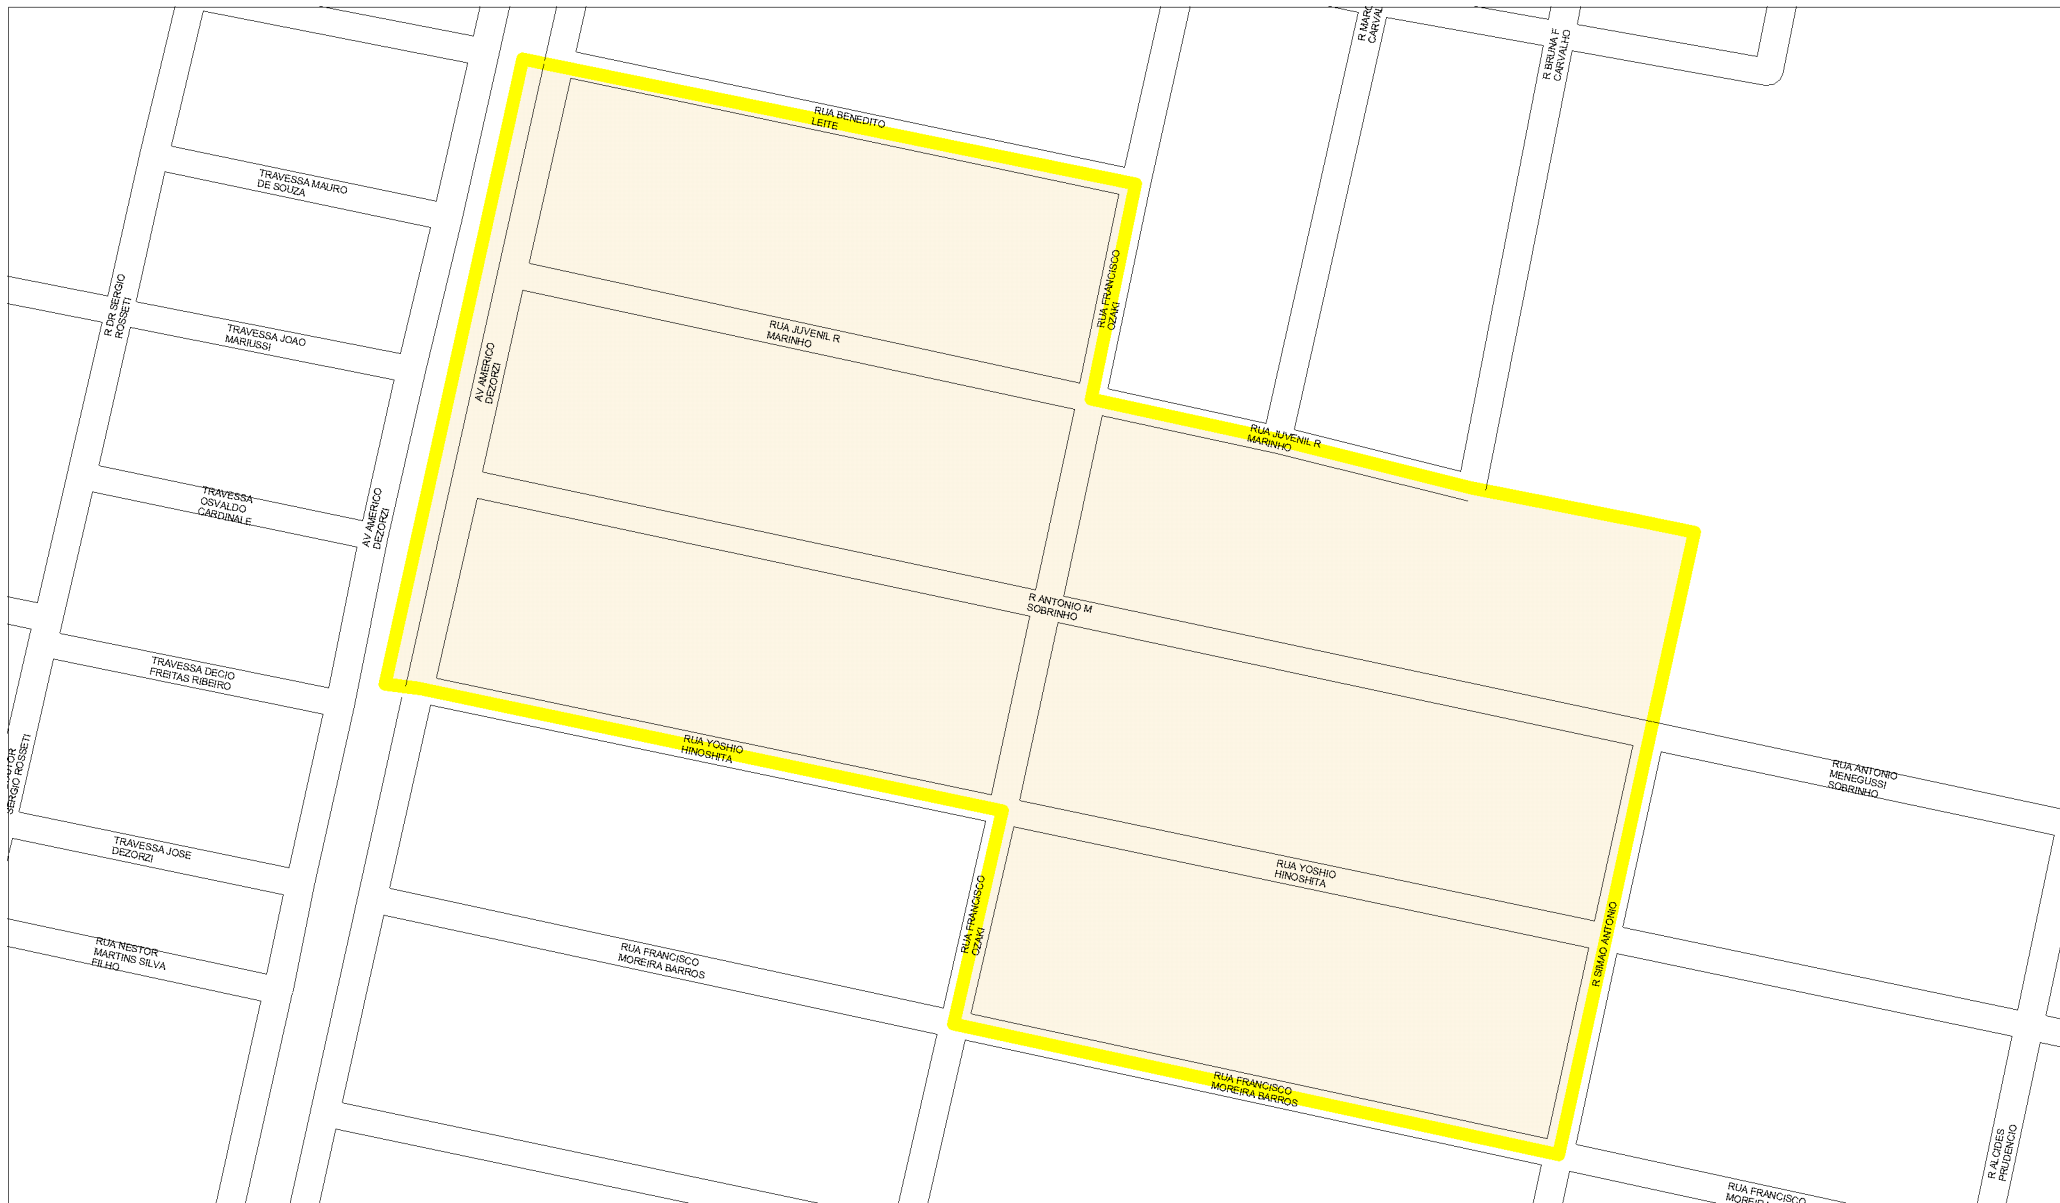 R MARC
CARVAL
R BRUNA F
CARVALHO
RUA BENEDITO
LEITE
TRAVESSA MAURO
DE SOUZA
R DR SERGIO
ROSSETI
TRAVESSA JOAO
MARIUSSI
RUA FRANCISCO
OZAKI
RUA JUVENIL R
MARINHO
AV AMERICO
DEZORZI
RUA JUVENIL R
MARINHO
TRAVESSA
OSVALDO
CARDINALE
AV AMERICO
DEZORZI
R ANTONIO M
SOBRINHO
TRAVESSA DECIO
FREITAS RIBEIRO
RUA YOSHIO
HINOSHITA
SERGIO ROSSETI
RUA ANTONIO
MENEGUSSI
SOBRINHO
TRAVESSA JOSE
DEZORZI
RUA YOSHIO
HINOSHITA
RUA FRANCISCO
OZAKI
R SIMAO ANTONIO
RUA NESTOR
MARTINS SILVA
FILHO
RUA FRANCISCO
MOREIRA BARROS
RUA FRANCISCO
MOREIRA BARROS
R ALCIDES
PRUDENCIO
RUA FRANCISCO